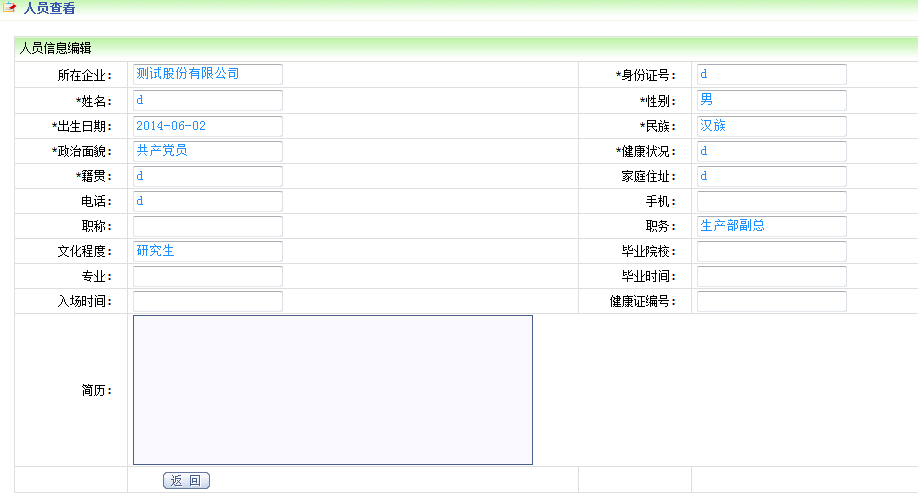 人员查看
人员信息编辑
所在企业： 测试股份有限公司 *身份证号： d
*姓名： d *性别： 男
*出生日期： 2014-06-02 *民族： 汉族
*政治面貌： 共产党员 *健康状况： d
*籍贯： d 家庭住址： d
电话： d 手机：
职称： 职务： 生产部副总
文化程度： 研究生 毕业院校：
专业： 毕业时间：
入场时间： 健康证编号：
简历：
返 回